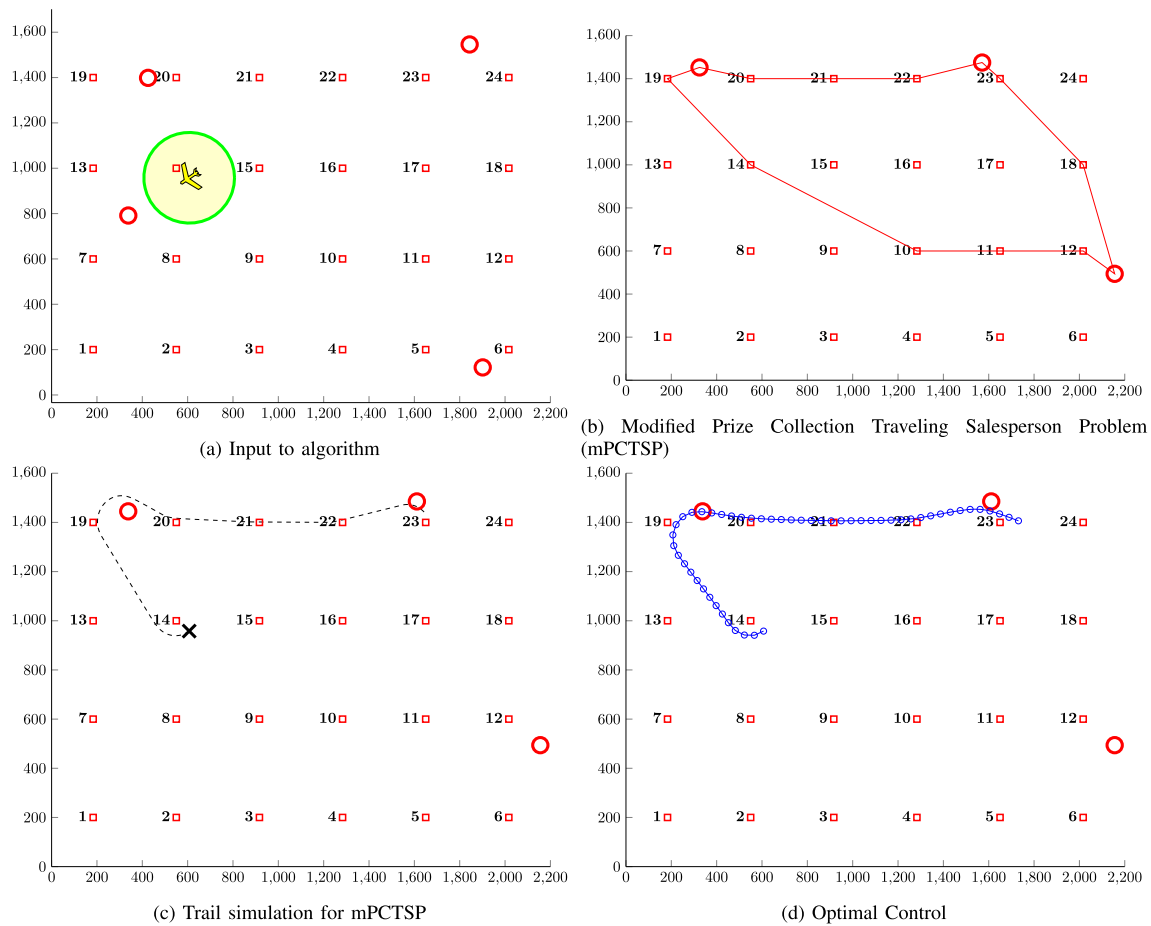 1,600
1,400
1,200
1,000
800
600
400
200
0
19 20 21 22 23 24
13 15 16 17 18
7 8 9 10 11 12
1 2 3 4 5 6
0 200 400 600 800 1,000 1,200 1,400 1,600 1,800 2,000 2,200
(a) Input to algorithm
1,600
1,400
1,200
1,000
800
600
400
200
0
19 20 21 22 23 24
13 14 15 16 17 18
7 8 9 10 11 12
1 2 3 4 5 6
0 200 400 600 800 1,000 1,200 1,400 1,600 1,800 2,000 2,200
(b) Modified Prize Collection Traveling Salesperson Problem
(mPCTSP)
1,600
1,400
1,200
1,000
800
600
400
200
0
19 20 21 22 23 24
13 14 15 16 17 18
7 8 9 10 11 12
1 2 3 4 5 6
0 200 400 600 800 1,000 1,200 1,400 1,600 1,800 2,000 2,200
(c) Trail simulation for mPCTSP
1,600
1,400
1,200
1,000
800
600
400
200
0
19 20 21 22 23 24
13 14 15 16 17 18
7 8 9 10 11 12
1 2 3 4 5 6
0 200 400 600 800 1,000 1,200 1,400 1,600 1,800 2,000 2,200
(d) Optimal Control